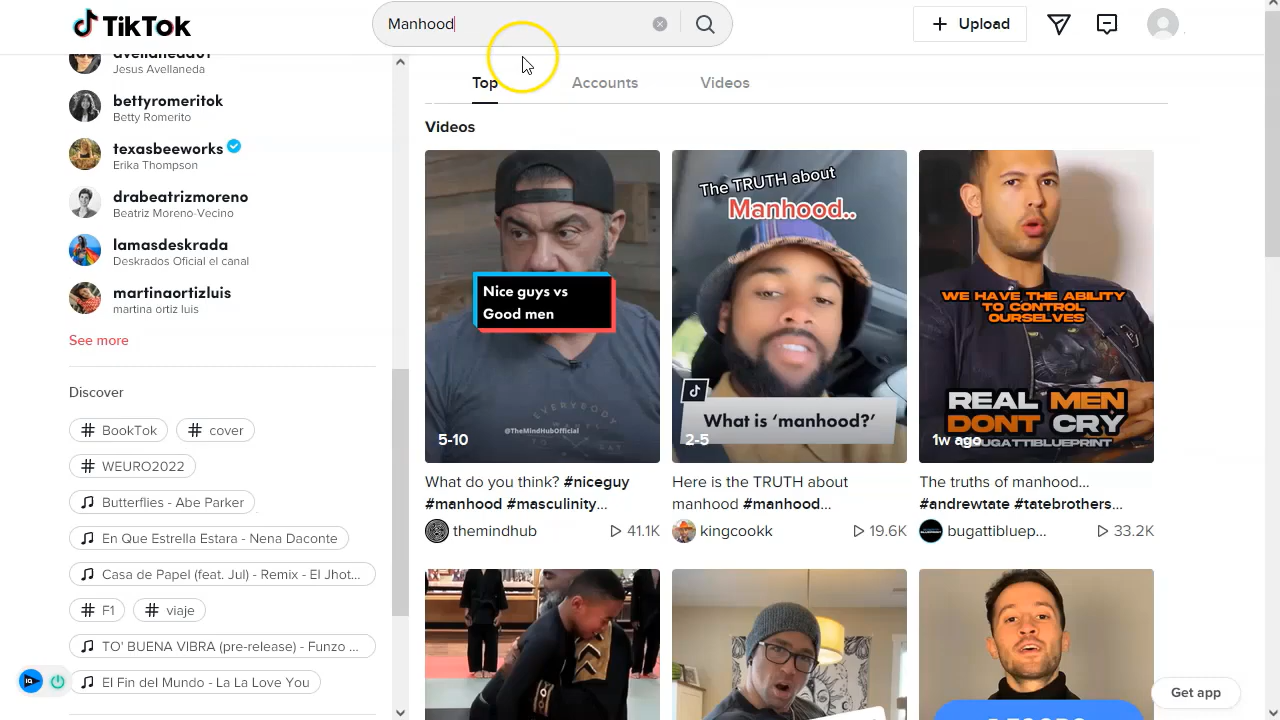 TikTok
Manhood
Upload
Jesus Avellaneda
bettyromeritok
Betty Romerito
texasbeeworks
Erika Thompson
drabeatrizmoreno
Beatriz Moreno-Vecino
lamasdeskrada
Deskrados Oficial el canal
martinaortizluis
martina ortiz luis
See more
Discover
# BookTok
# cover
# WEURO2022
Butterflies - Abe Parker
En Que Estrella Estará - Nena Daconte
Casa de Papel (feat. Jul) - Remix - El Jhot...
# F1
# viaje
TO' BUENA VIBRA (pre-release) - Funzo ...
El Fin del Mundo - La La Love You
Top
Accounts
Videos
Videos
Nice guys vs
Good men
EVERYBODY
@TheMindHubOfficial
5-10
What do you think? #niceguy
#manhood #masculinity...
themindhub
41.1K
The TRUTH about
Manhood..
What is ‘manhood?’
2-5
Here is the TRUTH about
manhood #manhood...
kingcookk
19.6K
WE HAVE THE ABILITY
TO CONTROL
OURSELVES
REAL MEN
DONT CRY
BUGATTIBLUEPRINT
1w ago
The truths of manhood...
#andrewtate #tatebrothers...
bugattibluep...
33.2K
Get app